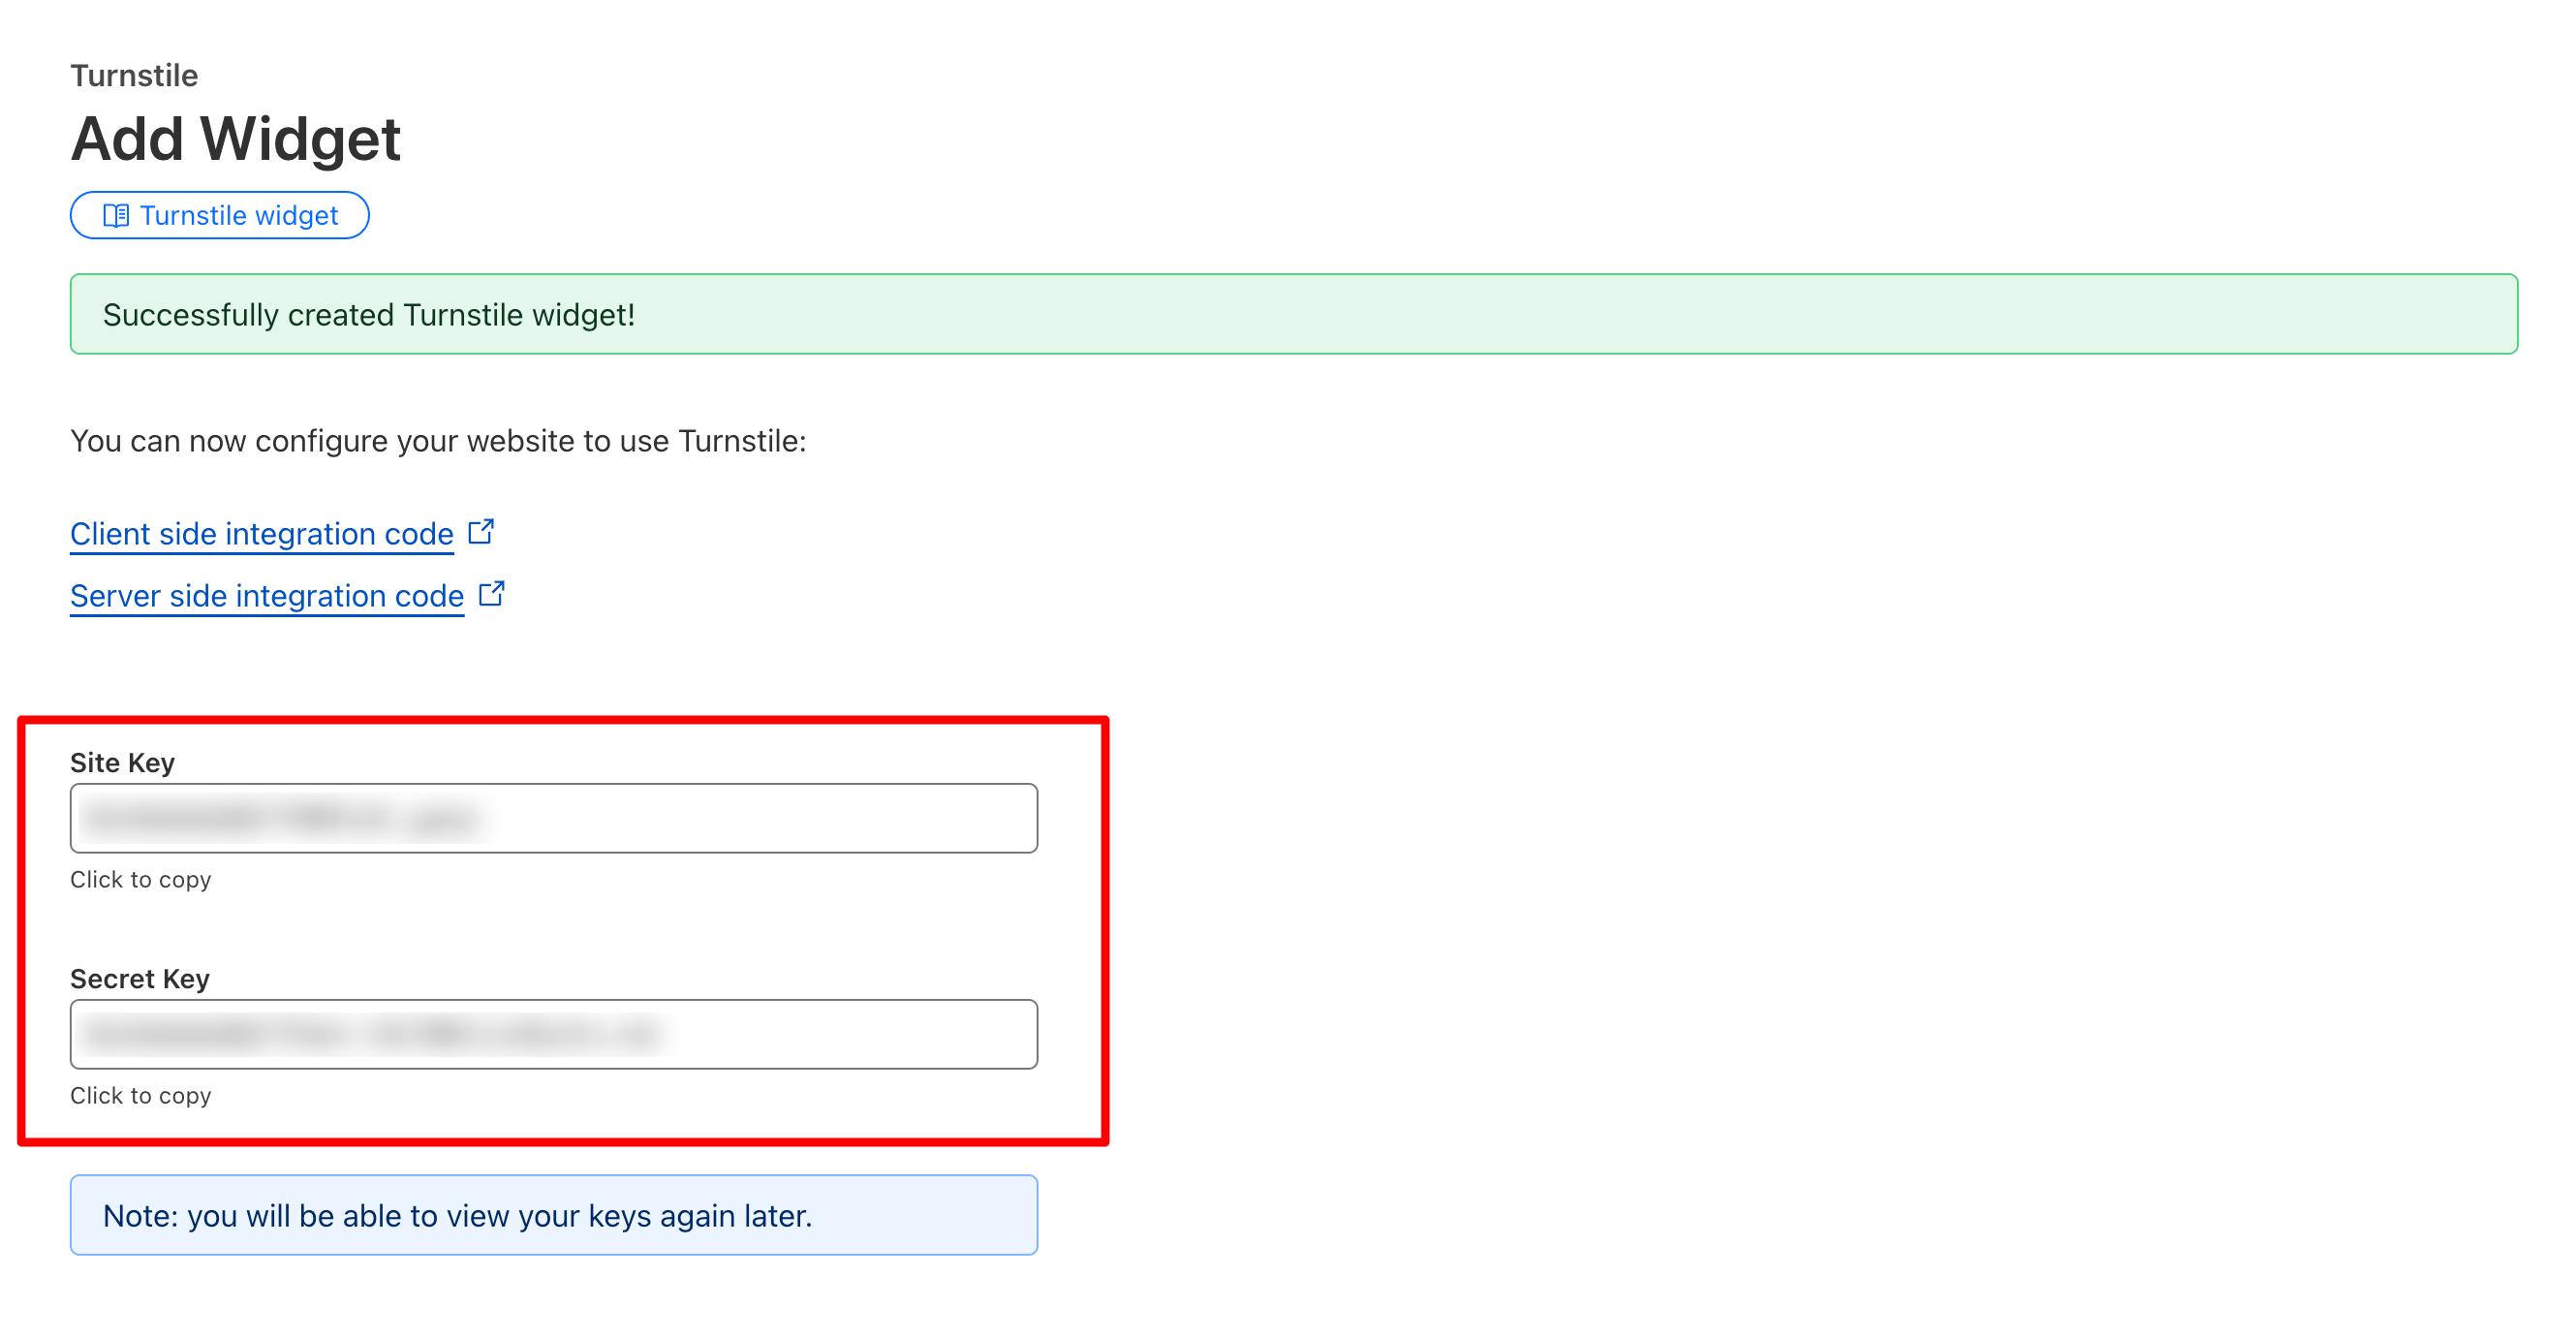 Turnstile
Add Widget
Turnstile widget
Successfully created Turnstile widget!
You can now configure your website to use Turnstile:
Client side integration code
Server side integration code
Site Key
Click to copy
Secret Key
Click to copy
Note: you will be able to view your keys again later.